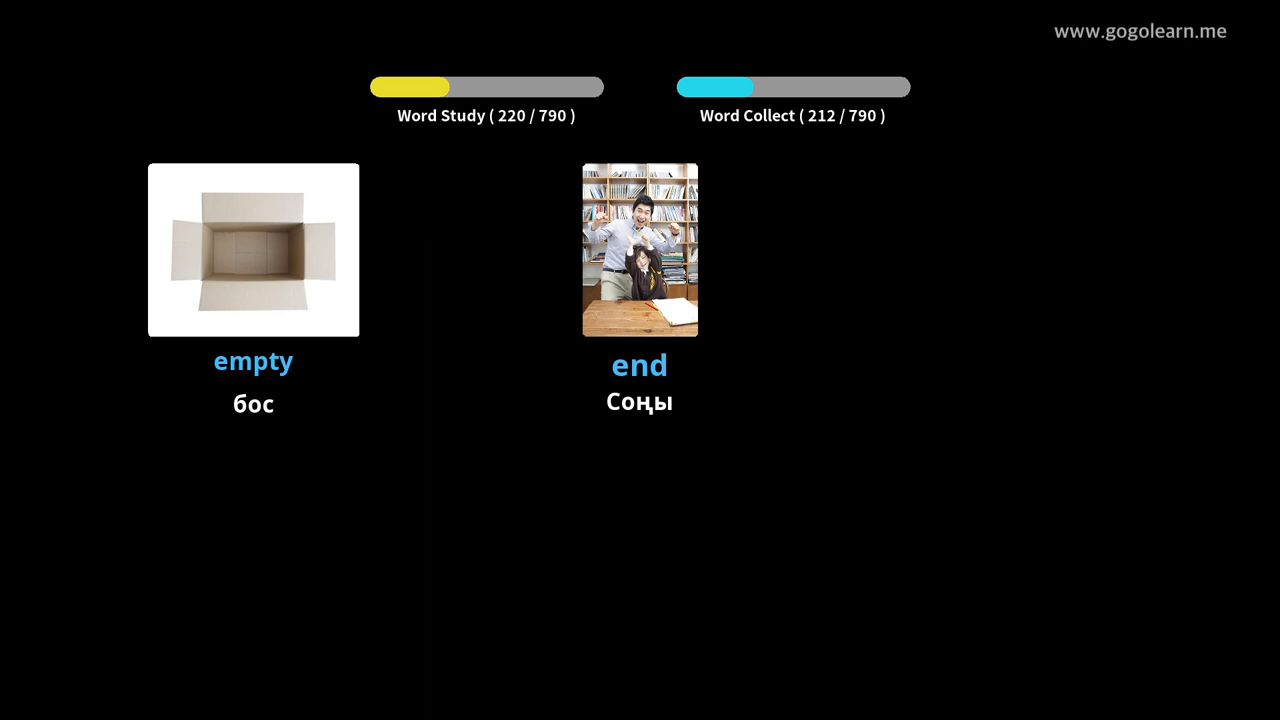 www.gogolearn.me
Word Study ( 220 / 790 )
Word Collect ( 212 / 790 )
empty
бос
end
Соңы